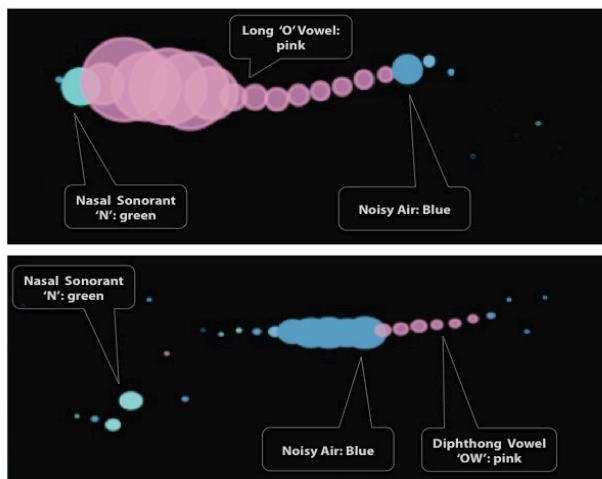 Long 'O' Vowel:
pink
Nasal Sonorant
'N': green
Noisy Air: Blue
Nasal Sonorant
'N': green
Noisy Air: Blue
Diphthong Vowel
'OW': pink